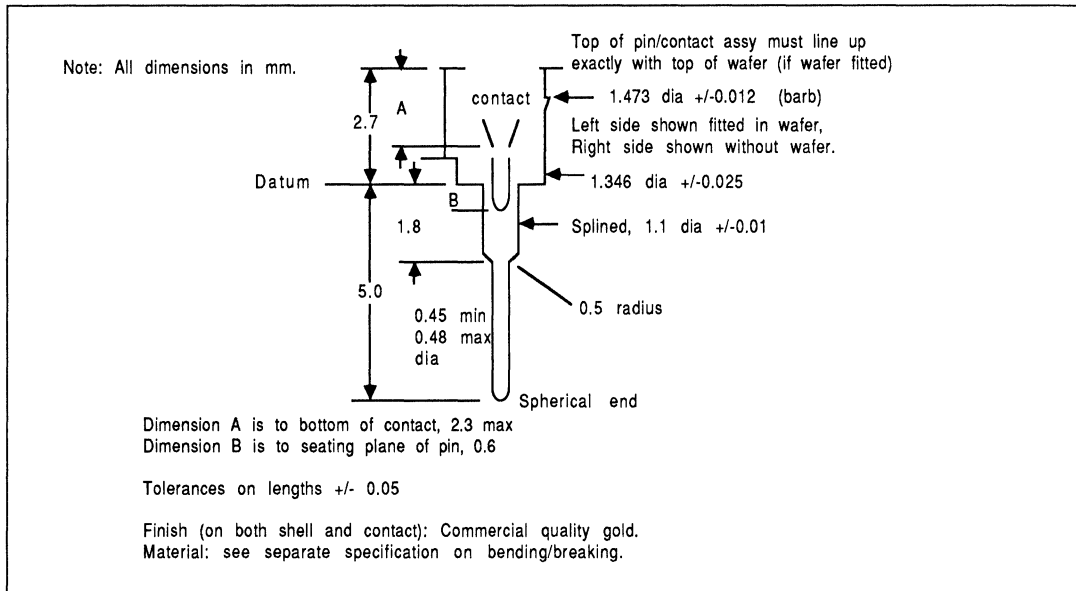 Note: All dimensions in mm.
Top of pin/contact assy must line up
exactly with top of wafer (if wafer fitted)
A
contact
1.473 dia +/-0.012 (barb)
2.7
Left side shown fitted in wafer,
Right side shown without wafer.
Datum
1.346 dia +/-0.025
B
1.8
Splined, 1.1 dia +/-0.01
5.0
0.5 radius
0.45 min
0.48 max
dia
Spherical end
Dimension A is to bottom of contact, 2.3 max
Dimension B is to seating plane of pin, 0.6
Tolerances on lengths +/- 0.05
Finish (on both shell and contact): Commercial quality gold.
Material: see separate specification on bending/breaking.